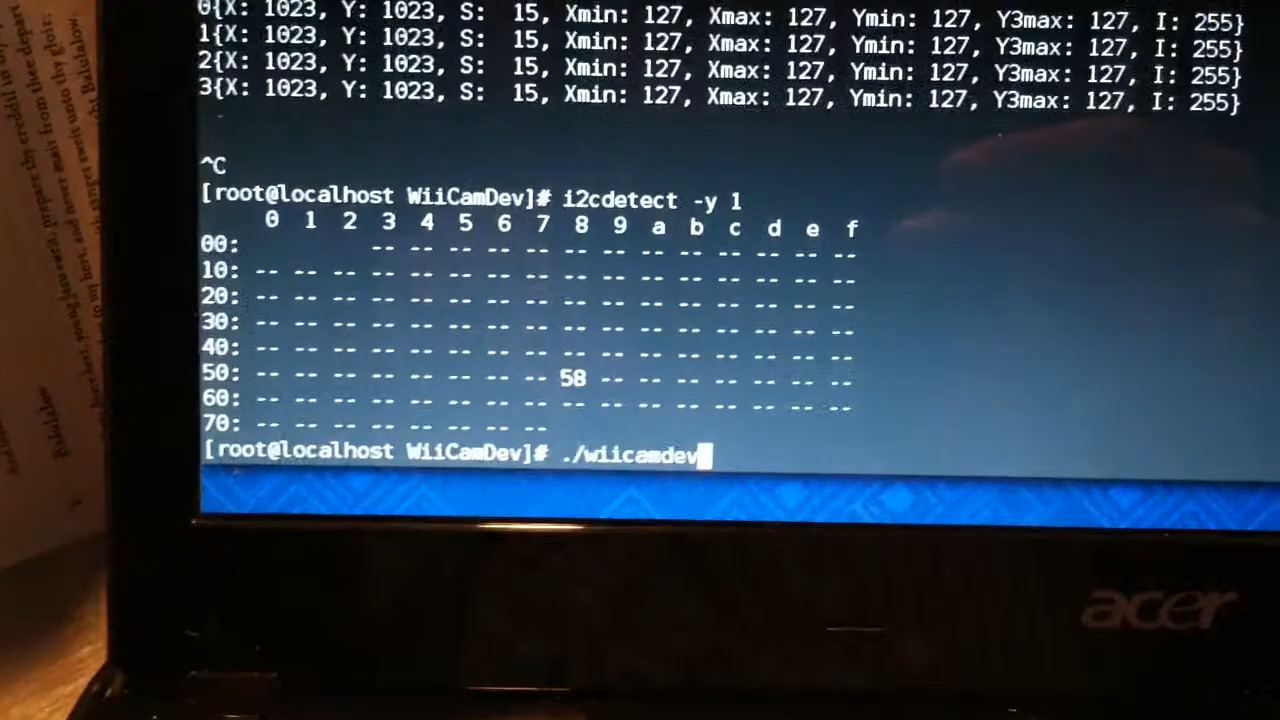 0{X: 1023, Y: 1023, S:  15, Xmin: 127, Xmax: 127, Ymin: 127, Y3max: 127, I: 255}
1{X: 1023, Y: 1023, S:  15, Xmin: 127, Xmax: 127, Ymin: 127, Y3max: 127, I: 255}
2{X: 1023, Y: 1023, S:  15, Xmin: 127, Xmax: 127, Ymin: 127, Y3max: 127, I: 255}
3{X: 1023, Y: 1023, S:  15, Xmin: 127, Xmax: 127, Ymin: 127, Y3max: 127, I: 255}
^C
[root@localhost WiiCamDev]# i2cdetect -y 1
     0  1  2  3  4  5  6  7  8  9  a  b  c  d  e  f
00:          -- -- -- -- -- -- -- -- -- -- -- -- --
10: -- -- -- -- -- -- -- -- -- -- -- -- -- -- -- --
20: -- -- -- -- -- -- -- -- -- -- -- -- -- -- -- --
30: -- -- -- -- -- -- -- -- -- -- -- -- -- -- -- --
40: -- -- -- -- -- -- -- -- -- -- -- -- -- -- -- --
50: -- -- -- -- -- -- -- -- 58 -- -- -- -- -- -- --
60: -- -- -- -- -- -- -- -- -- -- -- -- -- -- -- --
70: -- -- -- -- -- -- -- --
[root@localhost WiiCamDev]# ./wiicamdev
acer